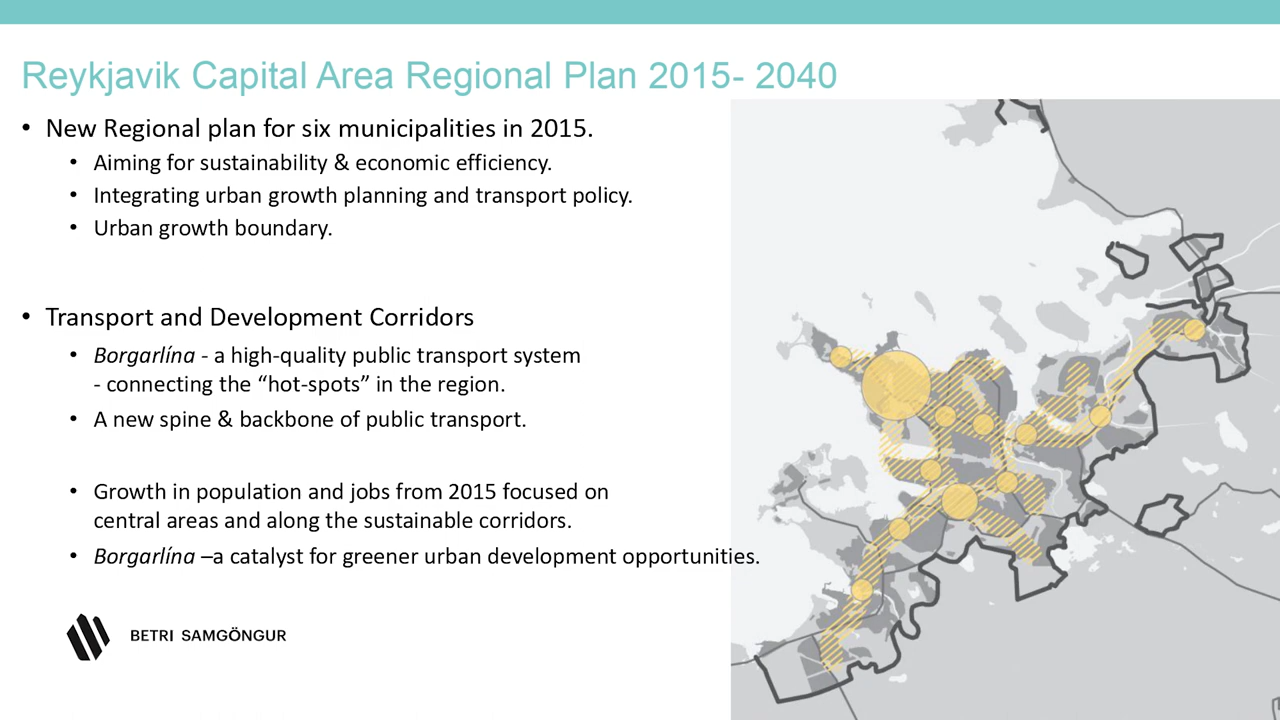 Reykjavik Capital Area Regional Plan 2015- 2040
• New Regional plan for six municipalities in 2015.
• Aiming for sustainability & economic efficiency.
• Integrating urban growth planning and transport policy.
• Urban growth boundary.
• Transport and Development Corridors
• Borgarlína - a high-quality public transport system
- connecting the “hot-spots” in the region.
• A new spine & backbone of public transport.
• Growth in population and jobs from 2015 focused on
central areas and along the sustainable corridors.
• Borgarlína –a catalyst for greener urban development opportunities.
BETRI SAMGÖNGUR